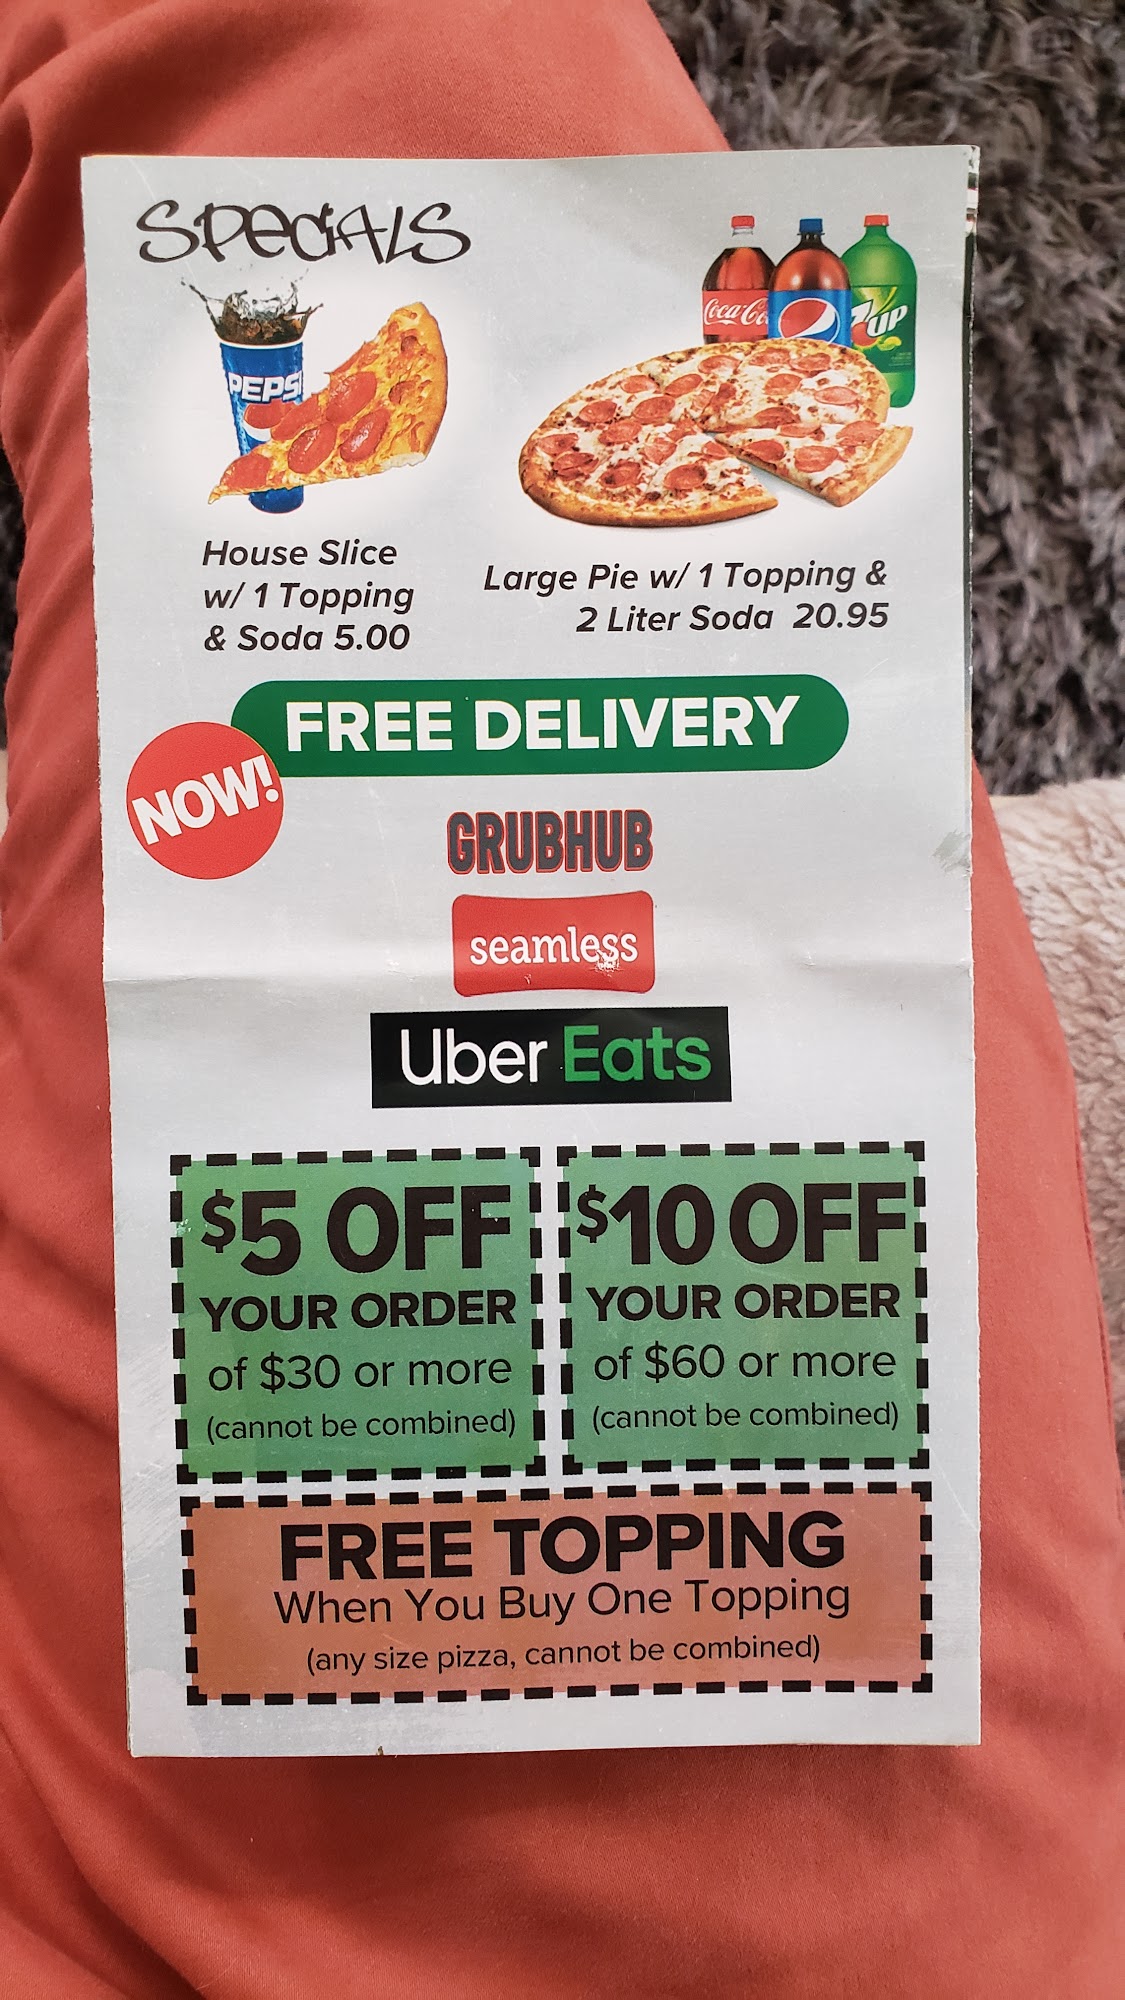 SPECIALS
PEPSI
Coca-Co
7UP
House Slice
w/ 1 Topping
& Soda 5.00
Large Pie w/ 1 Topping &
2 Liter Soda 20.95
FREE DELIVERY
NOW!
GRUBHUB
seamless
Uber Eats
$5 OFF
YOUR ORDER
of $30 or more
(cannot be combined)
$10 OFF
YOUR ORDER
of $60 or more
(cannot be combined)
FREE TOPPING
When You Buy One Topping
(any size pizza, cannot be combined)